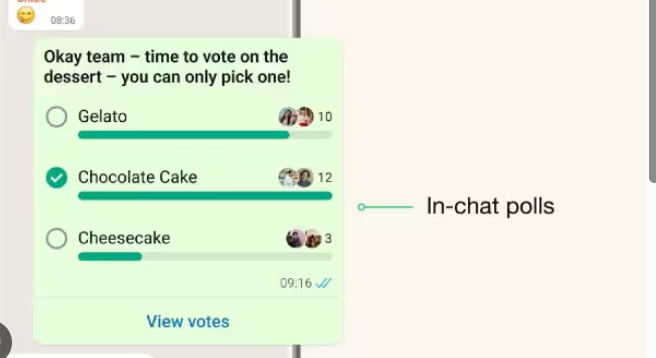 08:36
Okay team – time to vote on the
dessert – you can only pick one!
Gelato 10
Chocolate Cake 12
Cheesecake 3
09:16
View votes
In-chat polls